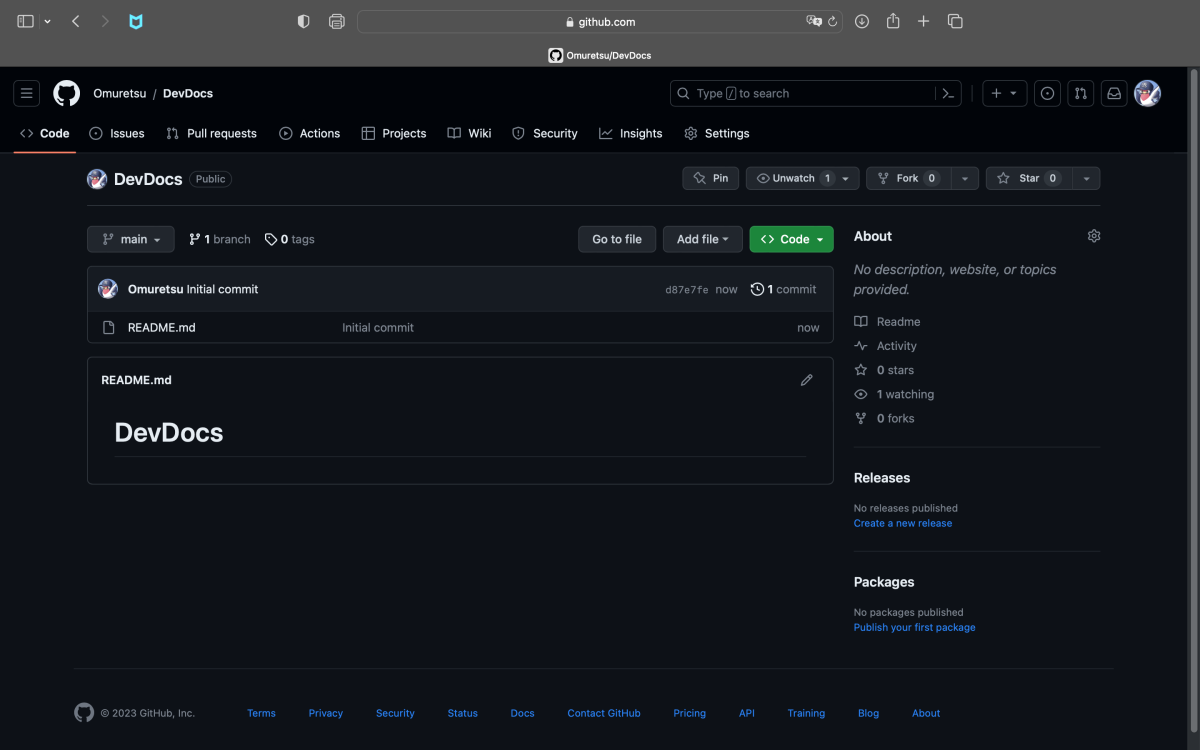 github.com
Omuretsu/DevDocs
Omuretsu / DevDocs
Type / to search
Code Issues Pull requests Actions Projects Wiki Security Insights Settings
DevDocs Public
Pin Unwatch 1 Fork 0 Star 0
main 1 branch 0 tags Go to file Add file Code
Omuretsu Initial commit d87e7fe now 1 commit
README.md Initial commit now
README.md
DevDocs
About
No description, website, or topics
provided.
Readme
Activity
0 stars
1 watching
0 forks
Releases
No releases published
Create a new release
Packages
No packages published
Publish your first package
© 2023 GitHub, Inc. Terms Privacy Security Status Docs Contact GitHub Pricing API Training Blog About